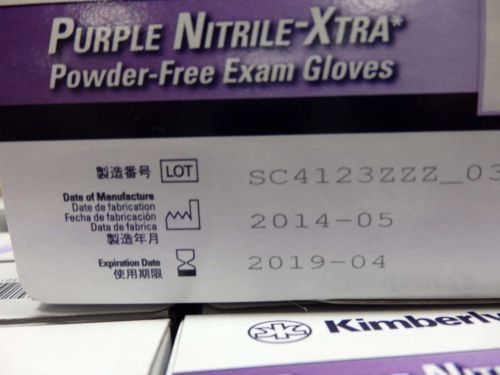 PURPLE NITRILE-XTRA*
Powder-Free Exam Gloves
製造番号 LOT SC4123ZZZ_03
Date of Manufacture
Date de fabrication
Fecha de fabricación
Data de fabrica
製造年月
2014-05
Expiration Date
使用期限
2019-04
Kimberly